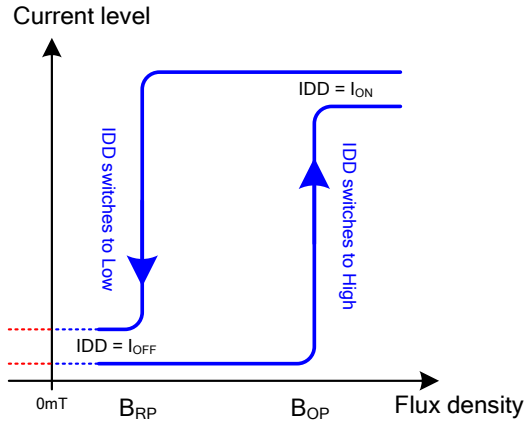 Current level
IDD = I_ON
IDD switches to Low
IDD switches to High
IDD = I_OFF
0mT
B_RP
B_OP
Flux density